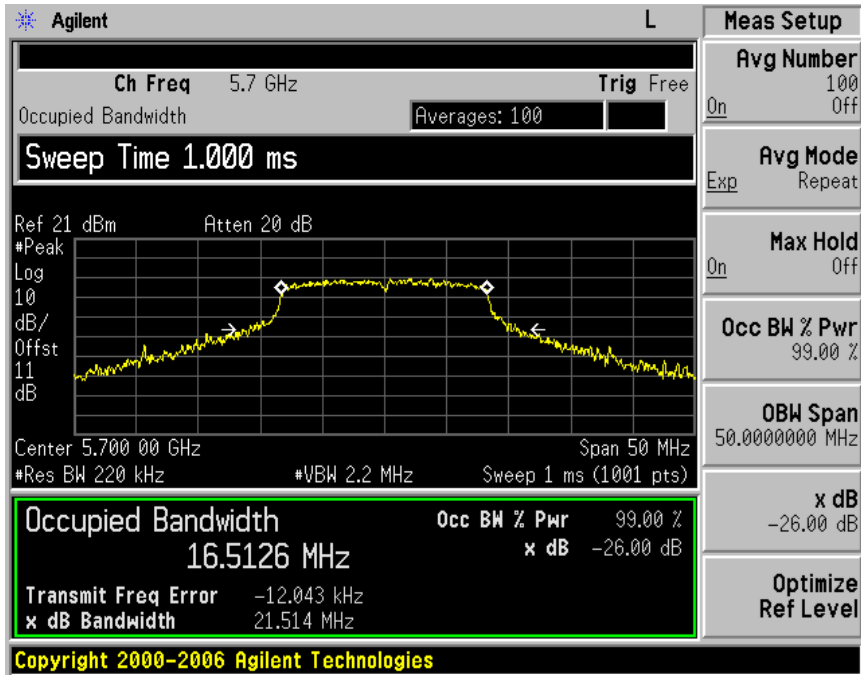 Agilent L
Ch Freq 5.7 GHz Trig Free
Occupied Bandwidth Averages: 100
Sweep Time 1.000 ms
Ref 21 dBm Atten 20 dB
#Peak
Log
10
dB/
Offst
11
dB
Center 5.700 00 GHz Span 50 MHz
#Res BW 220 kHz #VBW 2.2 MHz Sweep 1 ms (1001 pts)
Occupied Bandwidth Occ BW % Pwr 99.00 %
16.5126 MHz x dB -26.00 dB
Transmit Freq Error -12.043 kHz
x dB Bandwidth 21.514 MHz
Copyright 2000-2006 Agilent Technologies
Meas Setup
Avg Number
100
On Off
Avg Mode
Exp Repeat
Max Hold
On Off
Occ BW % Pwr
99.00 %
OBW Span
50.0000000 MHz
x dB
-26.00 dB
Optimize
Ref Level